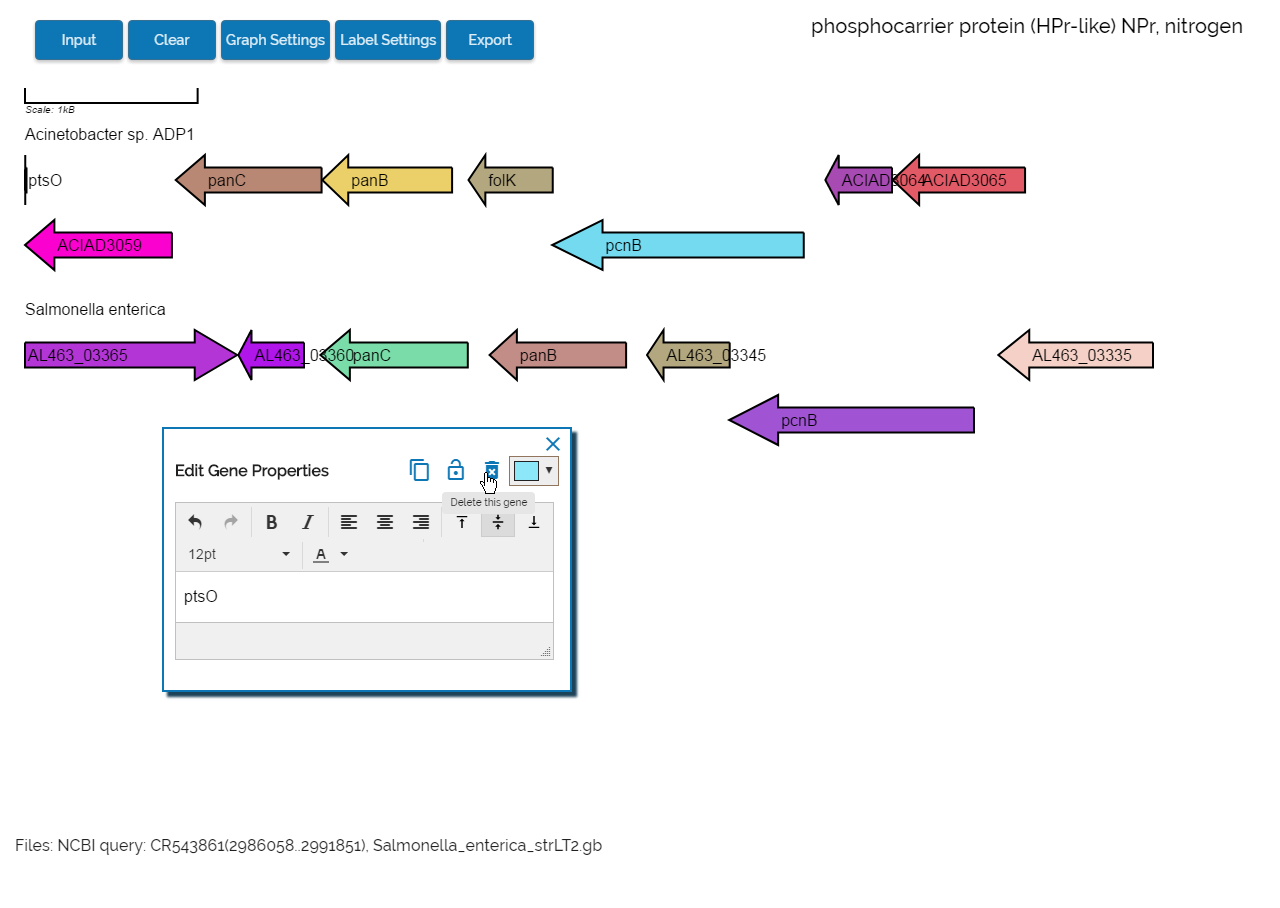 Input Clear Graph Settings Label Settings Export
phosphocarrier protein (HPr-like) NPr, nitrogen
Scale: 1kB
Acinetobacter sp. ADP1
ptsO panC panB folK ACIAD3064 ACIAD3065
ACIAD3059 pcnB
Salmonella enterica
AL463_03365 AL463_03360 panC panB AL463_03345 AL463_03335
pcnB
Edit Gene Properties
Delete this gene
B I
12pt A
ptsO
Files: NCBI query: CR543861(2986058..2991851), Salmonella_enterica_strLT2.gb